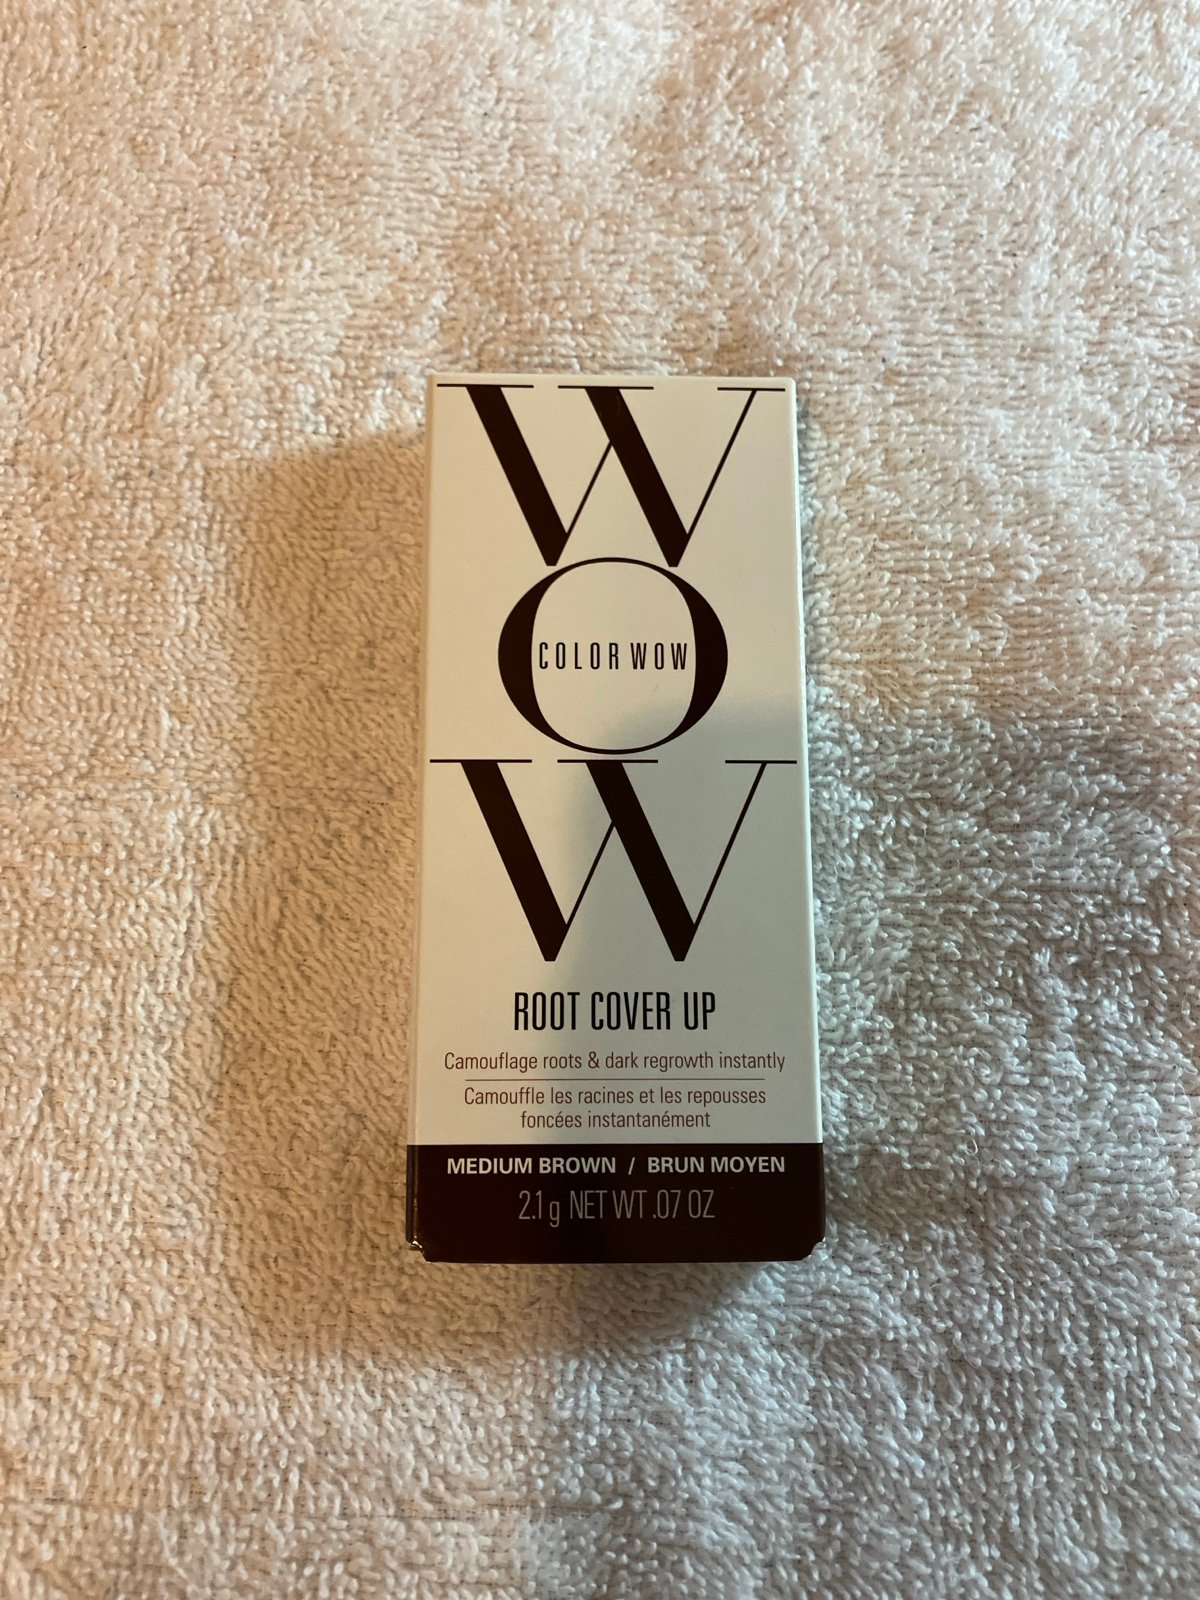 W
O
COLOR WOW
W
ROOT COVER UP
Camouflage roots & dark regrowth instantly
Camouffle les racines et les repousses
foncées instantanément
MEDIUM BROWN / BRUN MOYEN
2.1 g NET WT .07 OZ